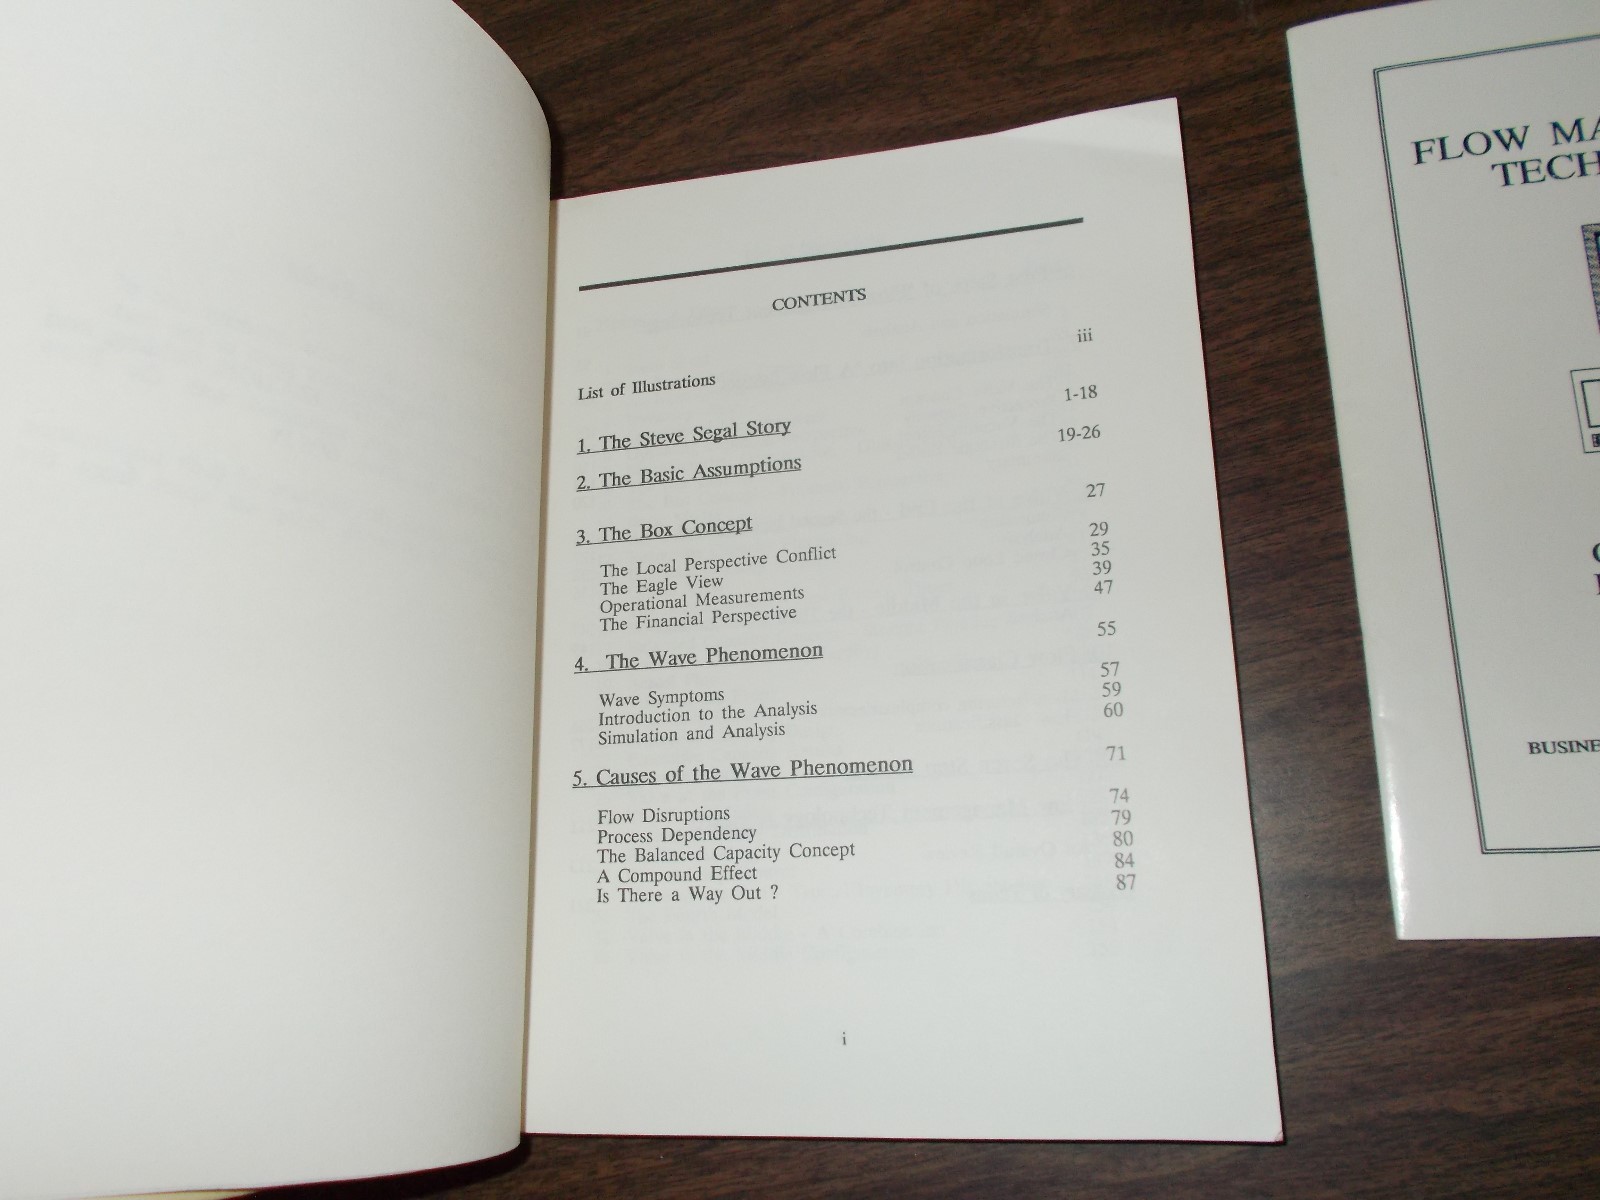 CONTENTS
List of Illustrations iii
1. The Steve Segal Story 1-18
2. The Basic Assumptions 19-26
3. The Box Concept 27
The Local Perspective Conflict 29
The Eagle View 35
Operational Measurements 39
The Financial Perspective 47
4. The Wave Phenomenon 55
Wave Symptoms 57
Introduction to the Analysis 59
Simulation and Analysis 60
5. Causes of the Wave Phenomenon 71
Flow Disruptions 74
Process Dependency 79
The Balanced Capacity Concept 80
A Compound Effect 84
Is There a Way Out ? 87
i
FLOW MA
TECH
BUSINE